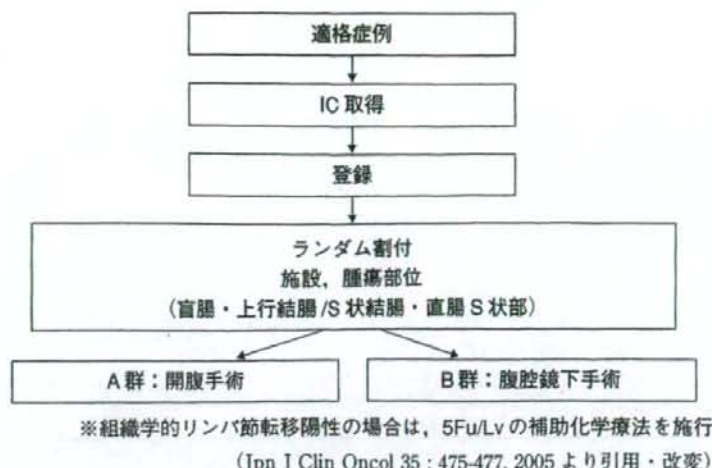 適格症例
IC 取得
登録
ランダム割付
施設，腫瘍部位
(盲腸・上行結腸/S 状結腸・直腸 S 状部)
A 群：開腹手術
B 群：腹腔鏡下手術
※組織学的リンパ節転移陽性の場合は，5Fu/Lv の補助化学療法を施行
(Jpn J Clin Oncol 35 : 475-477, 2005 より引用・改変)